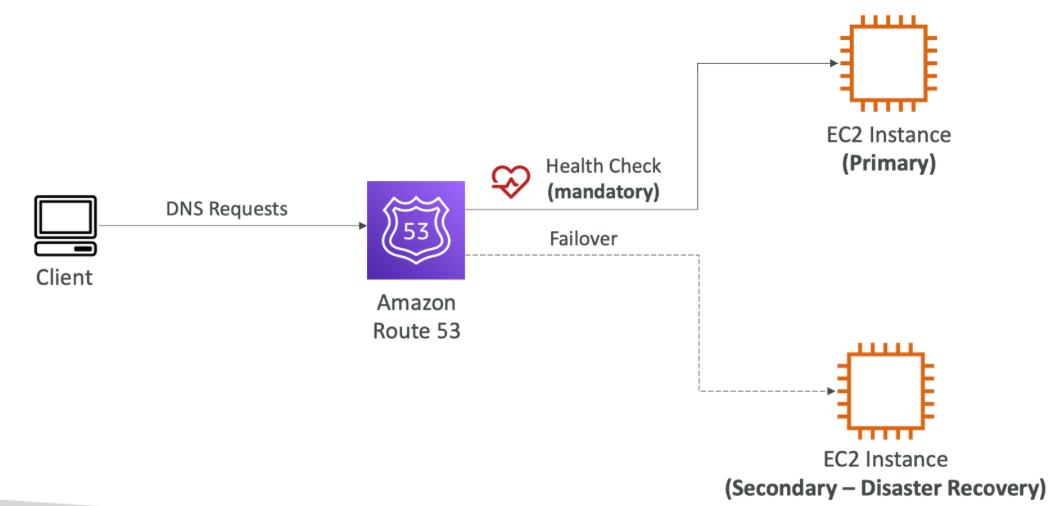 EC2 Instance
(Primary)
Health Check
(mandatory)
DNS Requests
53
Failover
Client
Amazon
Route 53
EC2 Instance
(Secondary – Disaster Recovery)